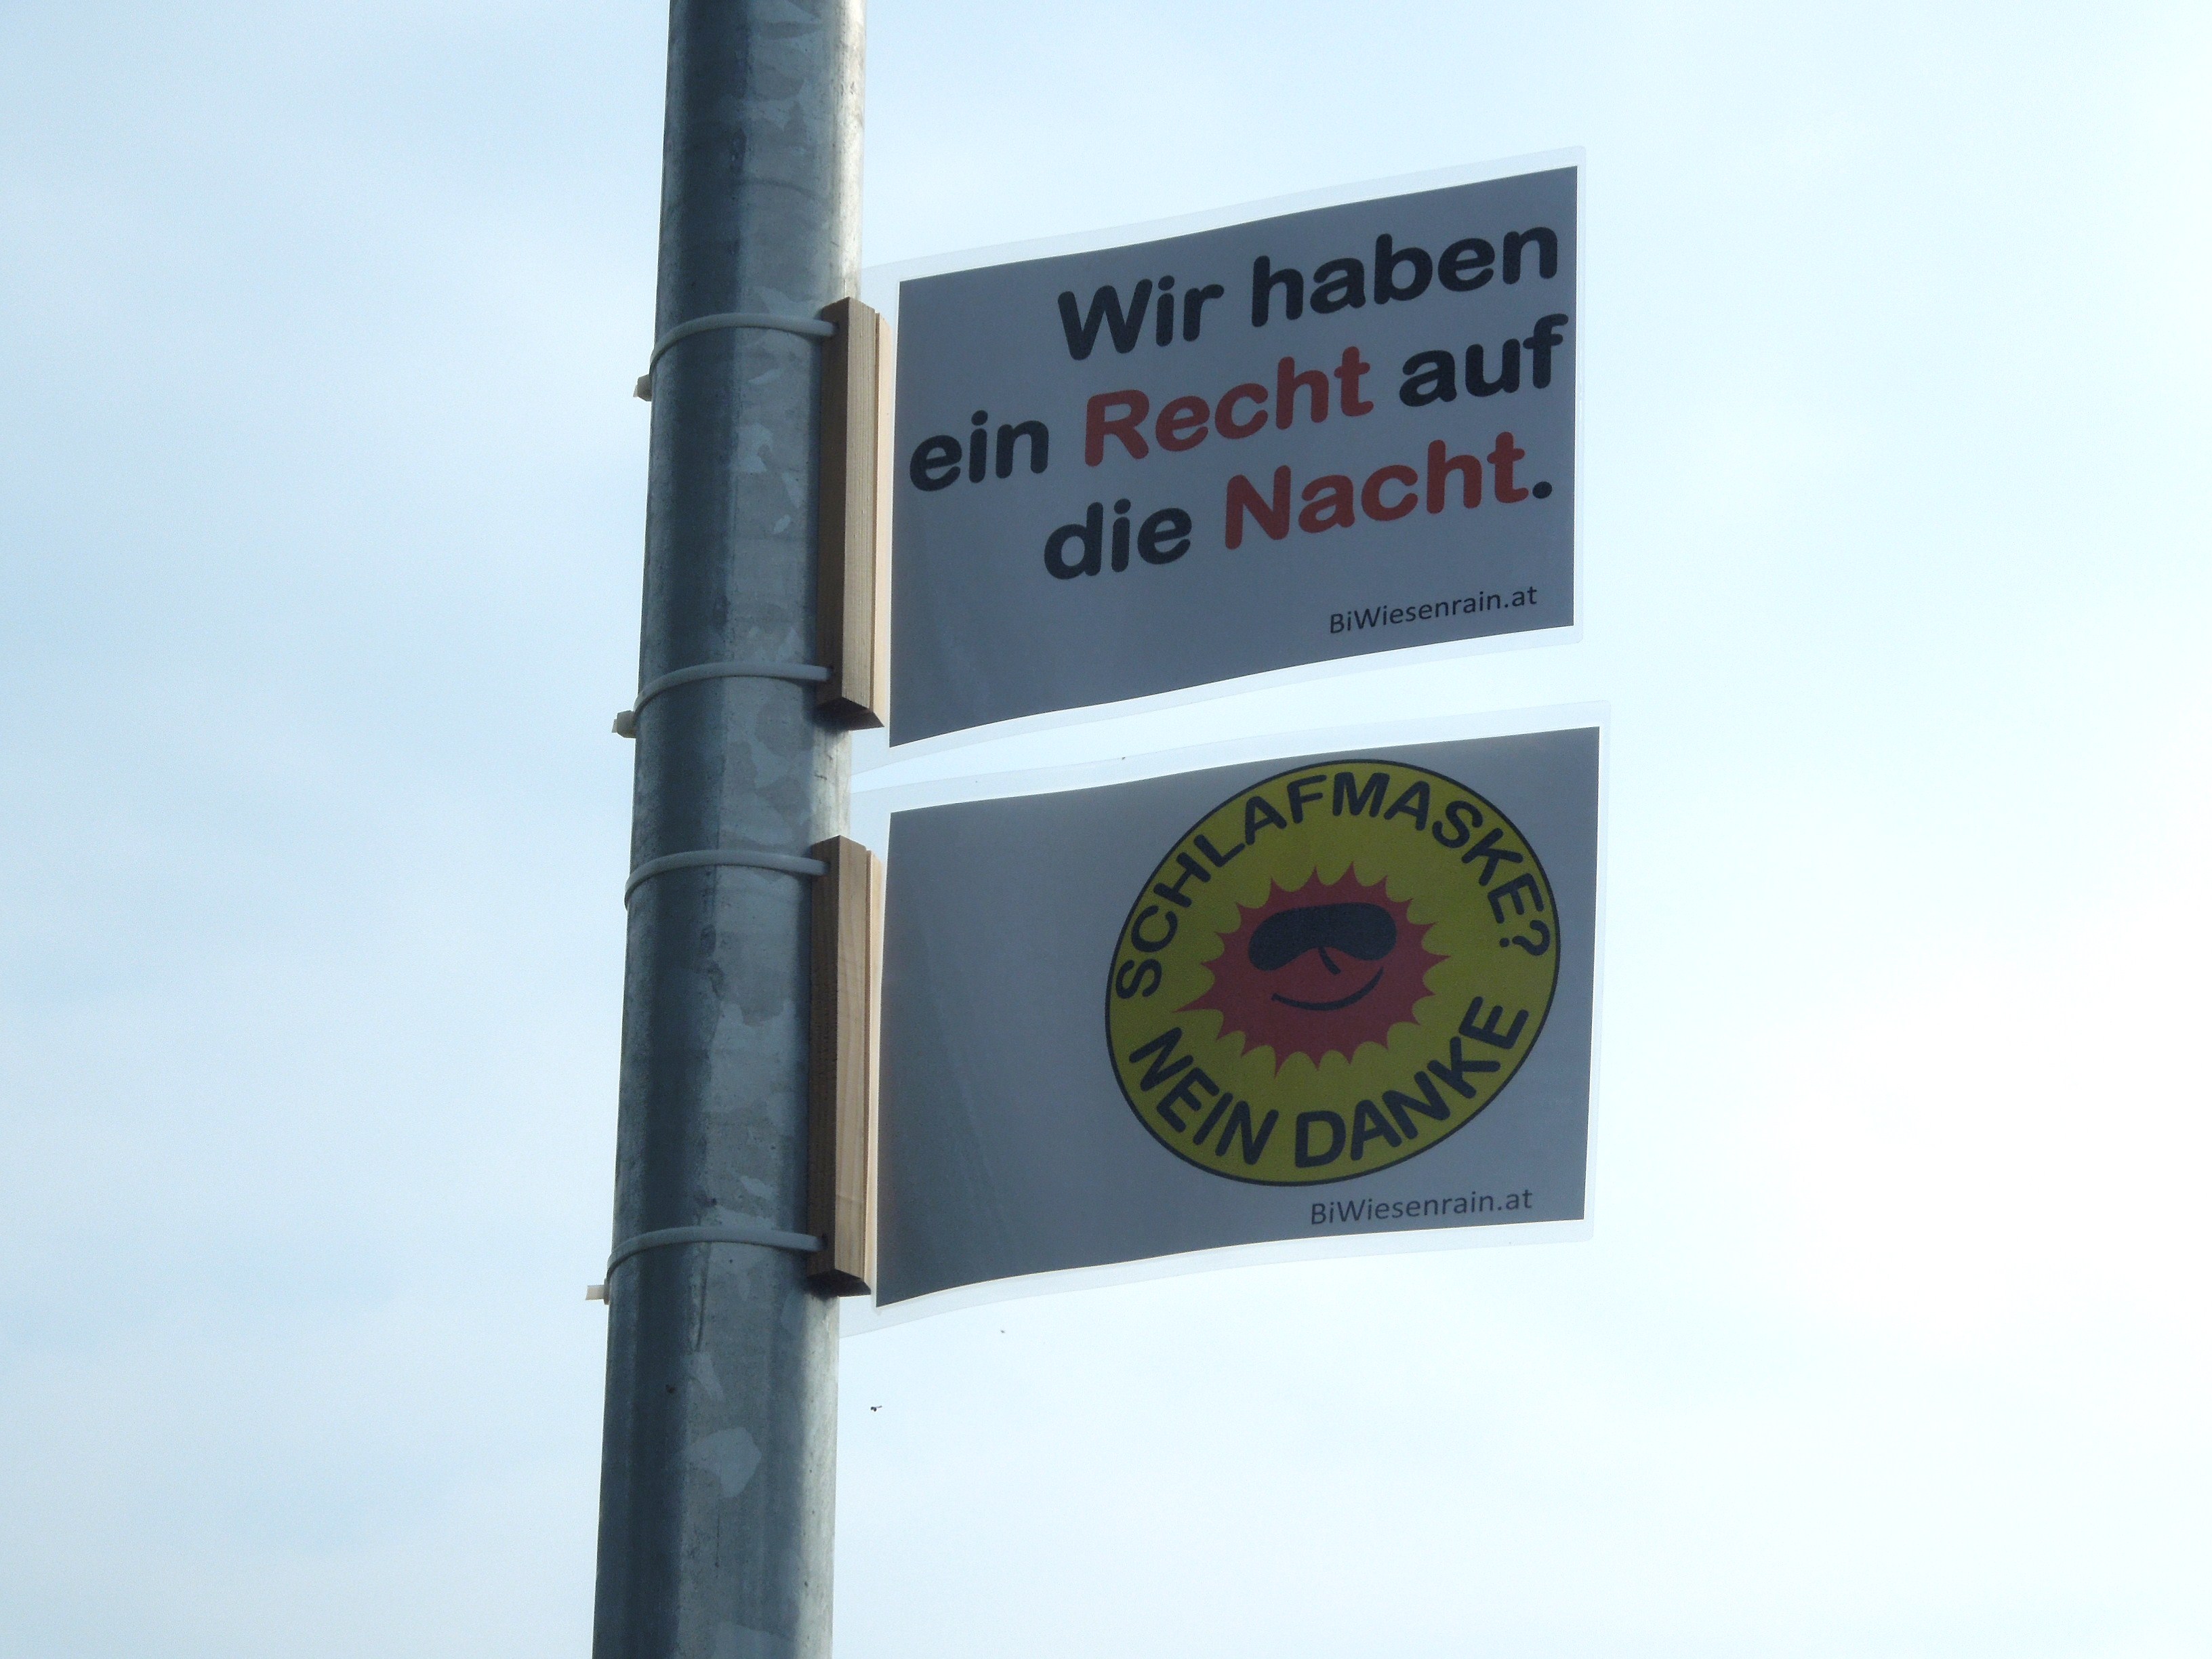 Wir haben
ein Recht auf
die Nacht.
BiWiesenrain.at
SCHLAFMASKE?
NEIN DANKE
BiWiesenrain.at